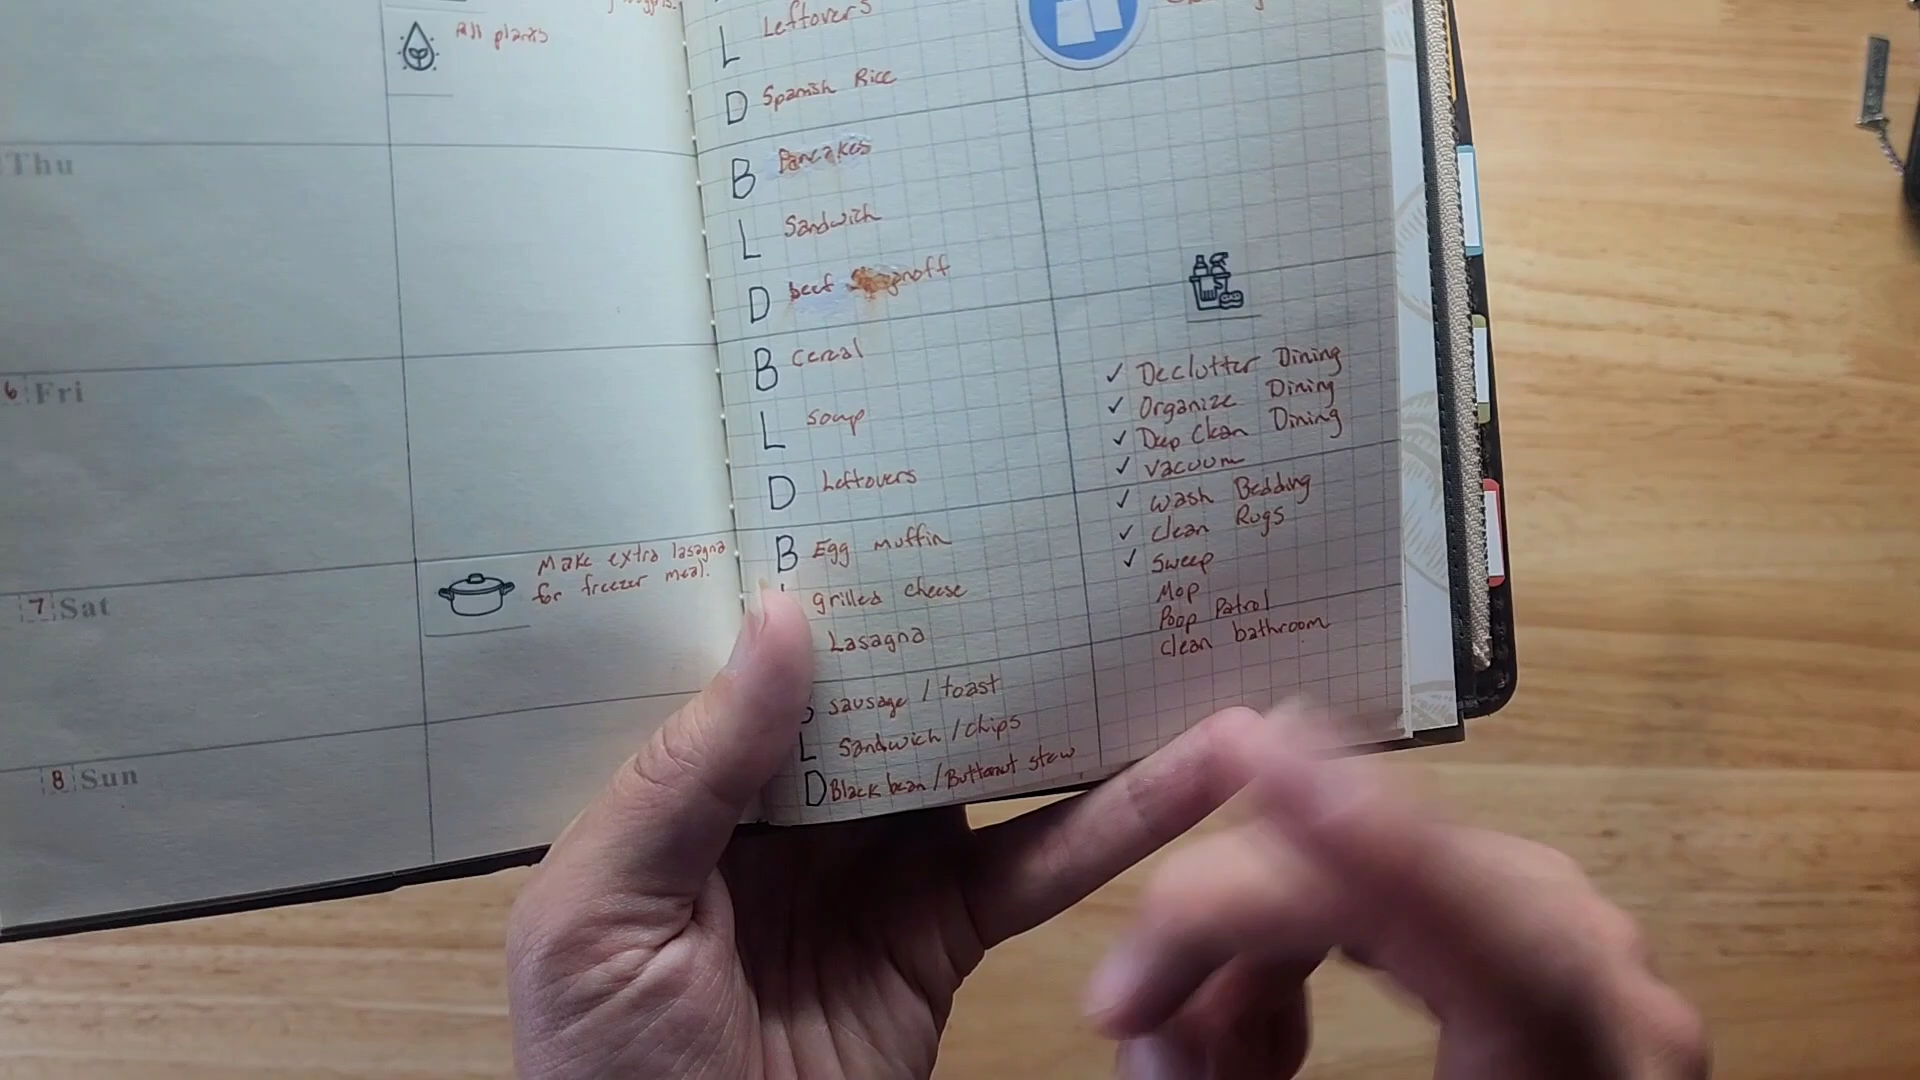 All plants
Thu
6 Fri
Make extra lasagna
for freezer meal.
7 Sat
8 Sun
L Leftovers
D Spanish Rice
B Pancakes
L Sandwich
D beef
B Cereal
L Soup
D Leftovers
B Egg muffin
grilled cheese
Lasagna
sausage / toast
L Sandwich / chips
D Black bean / Butternut stew
✓ Declutter Dining
✓ Organize Dining
✓ Deep Clean Dining
✓ Vacuum
✓ Wash Bedding
✓ Clean Rugs
✓ Sweep
Mop
Poop Patrol
Clean bathroom